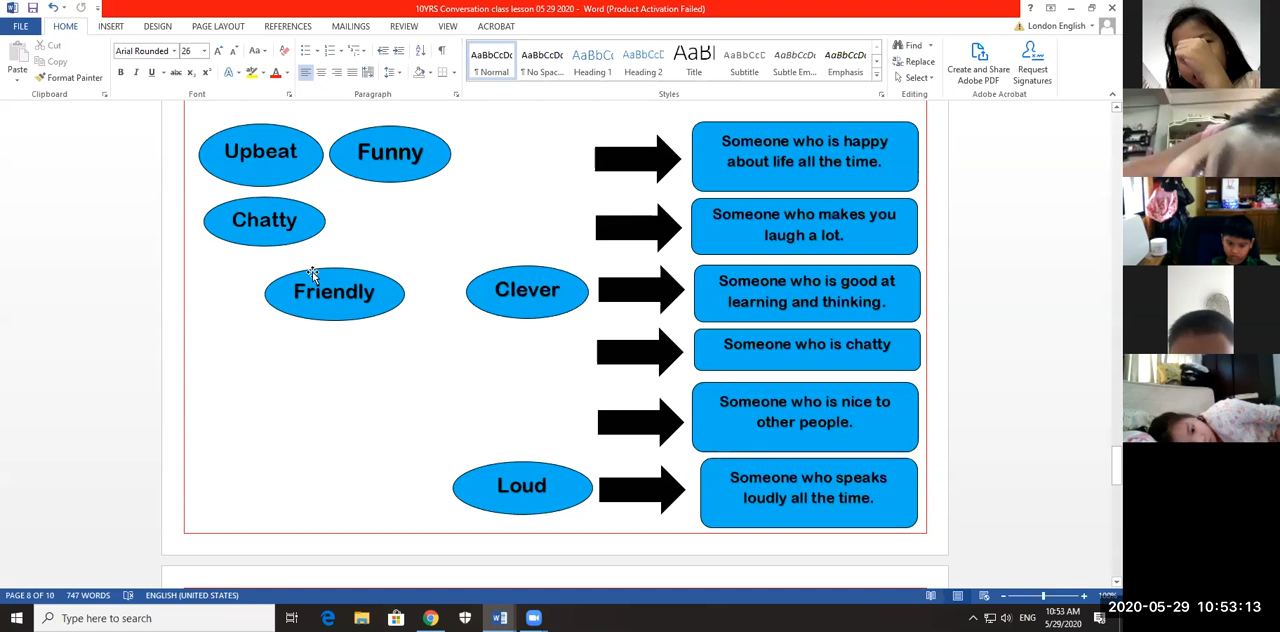 10YRS Conversation class lesson 05 29 2020 - Word (Product Activation Failed)
FILE HOME INSERT DESIGN PAGE LAYOUT REFERENCES MAILINGS REVIEW VIEW ACROBAT
London English
Paste
Cut
Copy
Format Painter
Clipboard
Arial Rounded 26
Font
Paragraph
AaBbCcDc AaBbCcDc AaBbCc AaBbCcC AaBl AaBbCcD AaBbCcDc AaBbCcDc
¶ Normal ¶ No Spac... Heading 1 Heading 2 Title Subtitle Subtle Em... Emphasis
Styles
Find
Replace
Select
Editing
Create and Share Adobe PDF
Request Signatures
Adobe Acrobat
Upbeat
Funny
Someone who is happy
about life all the time.
Chatty
Someone who makes you
laugh a lot.
Friendly
Clever
Someone who is good at
learning and thinking.
Someone who is chatty
Someone who is nice to
other people.
Loud
Someone who speaks
loudly all the time.
PAGE 8 OF 10 747 WORDS ENGLISH (UNITED STATES)
100%
Type here to search
ENG
10:53 AM
5/29/2020
2020-05-29 10:53:13